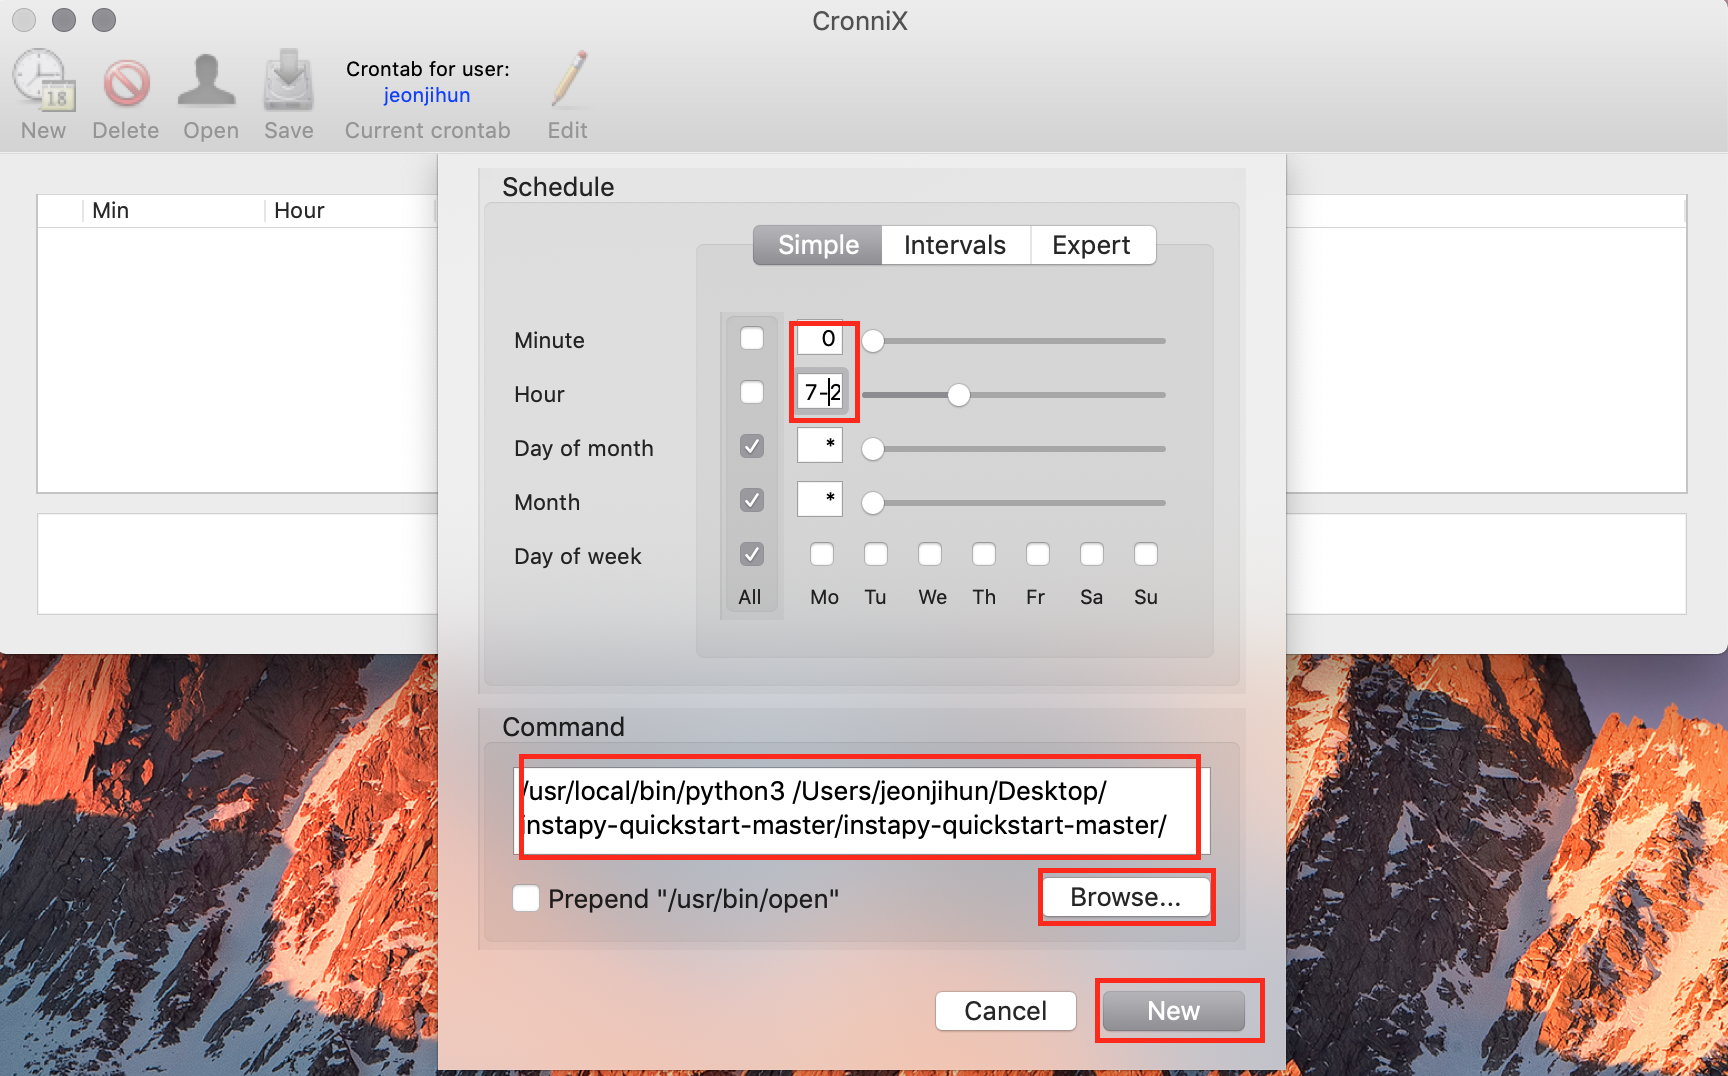 CronniX
18
Crontab for user:
jeonjihun
New Delete Open Save Current crontab Edit
Min Hour
Schedule
Simple Intervals Expert
Minute 0
Hour 7-2
Day of month *
Month *
Day of week
All Mo Tu We Th Fr Sa Su
Command
/usr/local/bin/python3 /Users/jeonjihun/Desktop/
instapy-quickstart-master/instapy-quickstart-master/
Prepend "/usr/bin/open" Browse...
Cancel New